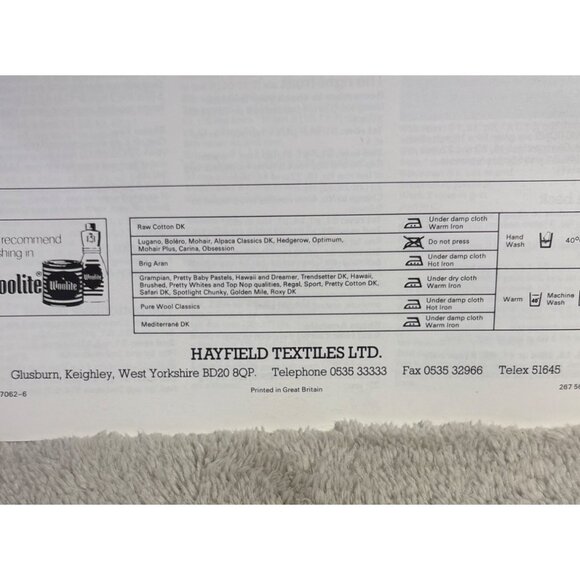 recommend
shing in
oolite®
Woolite
Raw Cotton DK
Under damp cloth
Warm Iron
Lugano, Boléro, Mohair, Alpaca Classics DK, Hedgerow, Optimum,
Mohair Plus, Carina, Obsession
Do not press
Brig Aran
Under damp cloth
Hot Iron
Grampian, Pretty Baby Pastels, Hawaii and Dreamer, Trendsetter DK, Hawaii,
Brushed, Pretty Whites and Top Nop qualities, Regal, Sport, Pretty Cotton DK,
Safari DK, Spotlight Chunky, Golden Mile, Roxy DK
Under dry cloth
Warm Iron
Pure Wool Classics
Under damp cloth
Hot Iron
Mediterrané DK
Under damp cloth
Warm Iron
Hand
Wash
40°
Warm
40°
Machine
Wash
HAYFIELD TEXTILES LTD.
Glusburn, Keighley, West Yorkshire BD20 8QP. Telephone 0535 33333 Fax 0535 32966 Telex 51645
7062–6
Printed in Great Britain
267 56